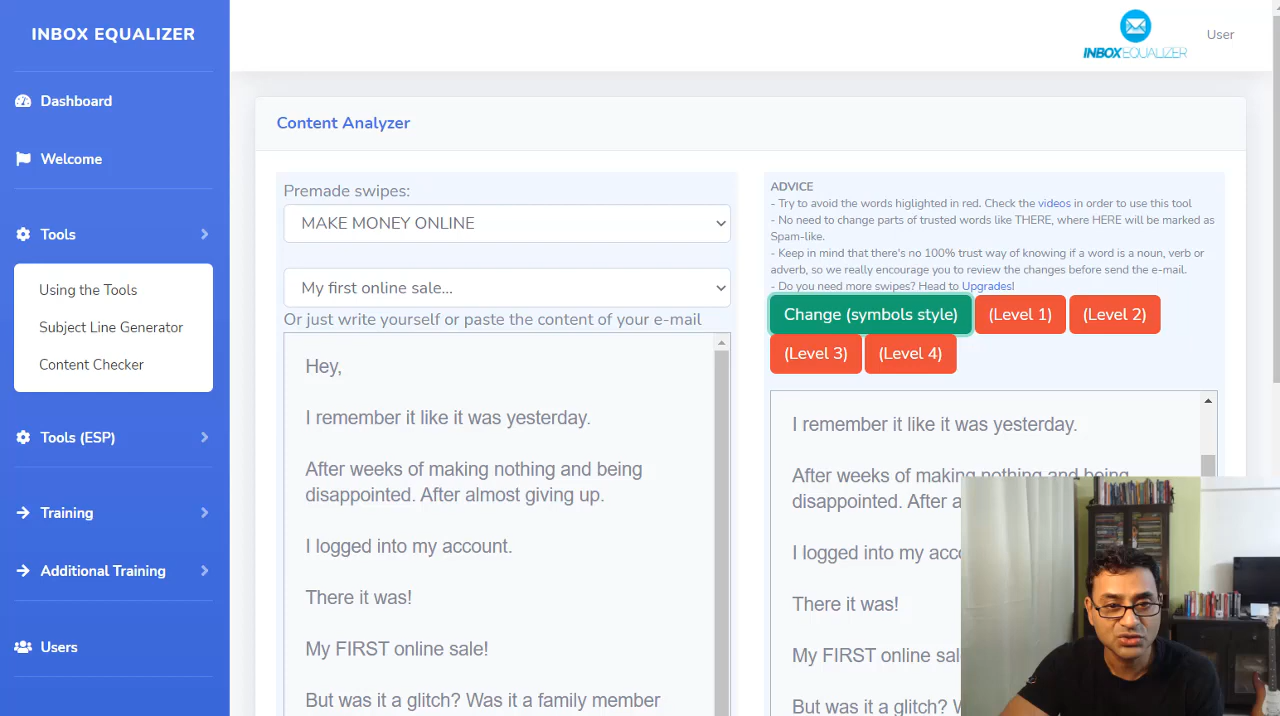 INBOX EQUALIZER
Dashboard
Welcome
Tools
Using the Tools
Subject Line Generator
Content Checker
Tools (ESP)
Training
Additional Training
Users
INBOXEQUALIZER
User
Content Analyzer
Premade swipes:
MAKE MONEY ONLINE
My first online sale...
Or just write yourself or paste the content of your e-mail
Hey,
I remember it like it was yesterday.
After weeks of making nothing and being
disappointed. After almost giving up.
I logged into my account.
There it was!
My FIRST online sale!
But was it a glitch? Was it a family member
ADVICE
- Try to avoid the words higlighted in red. Check the videos in order to use this tool
- No need to change parts of trusted words like THERE, where HERE will be marked as
Spam-like.
- Keep in mind that there's no 100% trust way of knowing if a word is a noun, verb or
adverb, so we really encourage you to review the changes before send the e-mail.
- Do you need more swipes? Head to Upgrades!
Change (symbols style)
(Level 1)
(Level 2)
(Level 3)
(Level 4)
I remember it like it was yesterday.
After weeks of making nothing and being
disappointed. After a
I logged into my acco
There it was!
My FIRST online sal
But was it a glitch? W